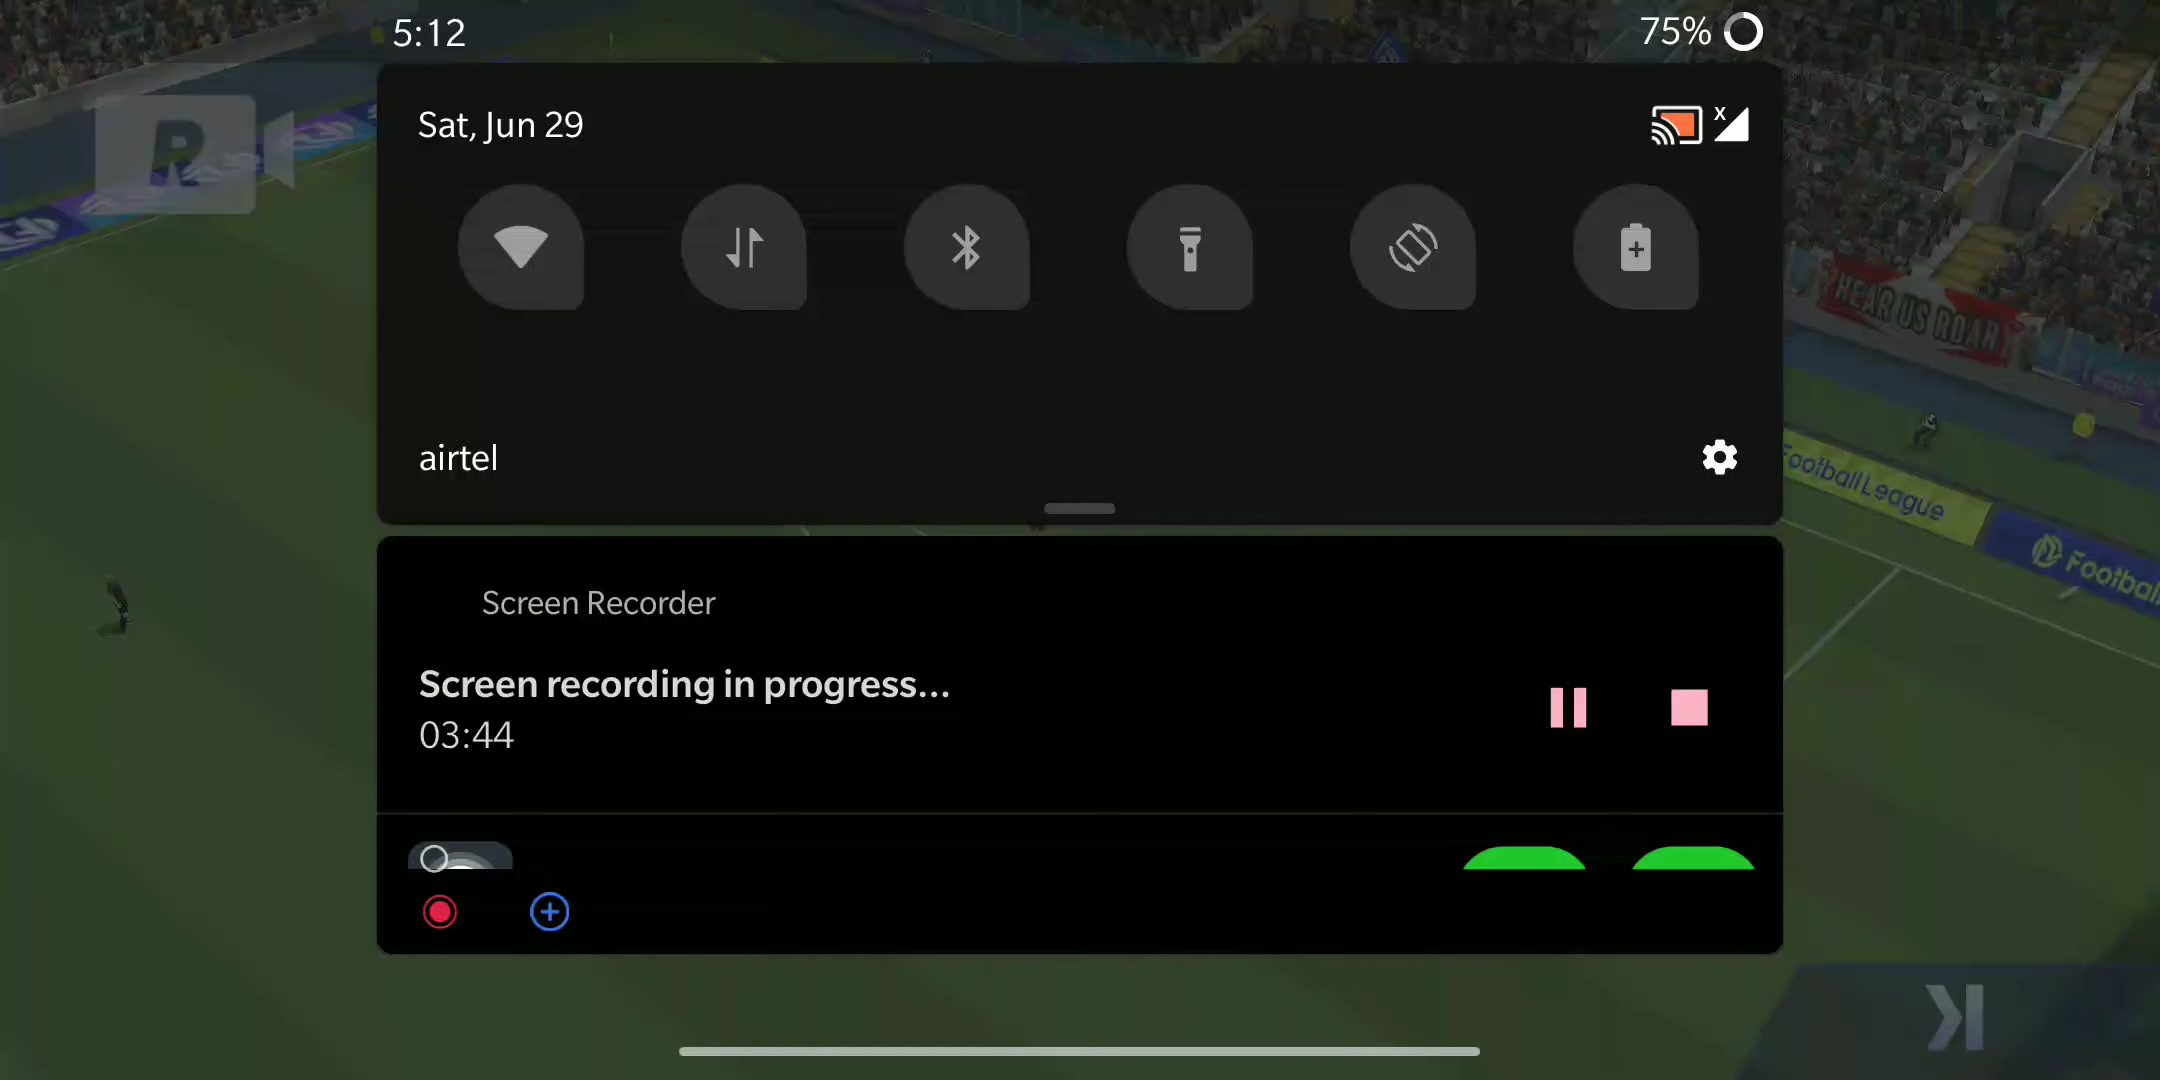 5:12
75%
Sat, Jun 29
x
R
HEAR US ROAR
airtel
Football League
Football
Screen Recorder
Screen recording in progress...
03:44